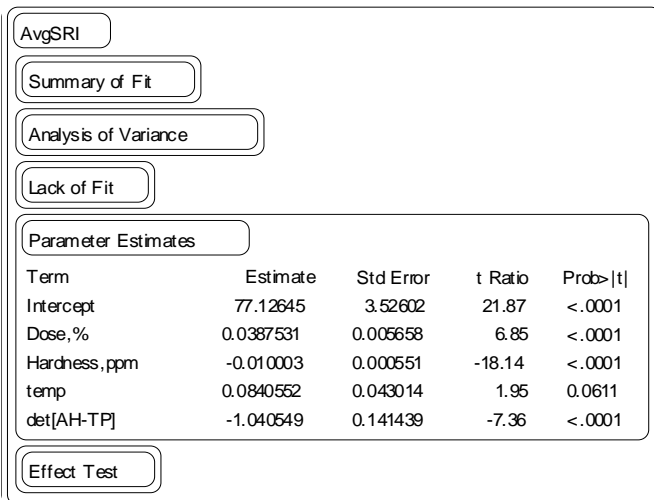 AvgSRI
Summary of Fit
Analysis of Variance
Lack of Fit
Parameter Estimates
Term Estimate Std Error t Ratio Prob>|t|
Intercept 77.12645 3.52602 21.87 <.0001
Dose,% 0.0387531 0.005658 6.85 <.0001
Hardness,ppm -0.010003 0.000551 -18.14 <.0001
temp 0.0840552 0.043014 1.95 0.0611
det[AH-TP] -1.040549 0.141439 -7.36 <.0001
Effect Test